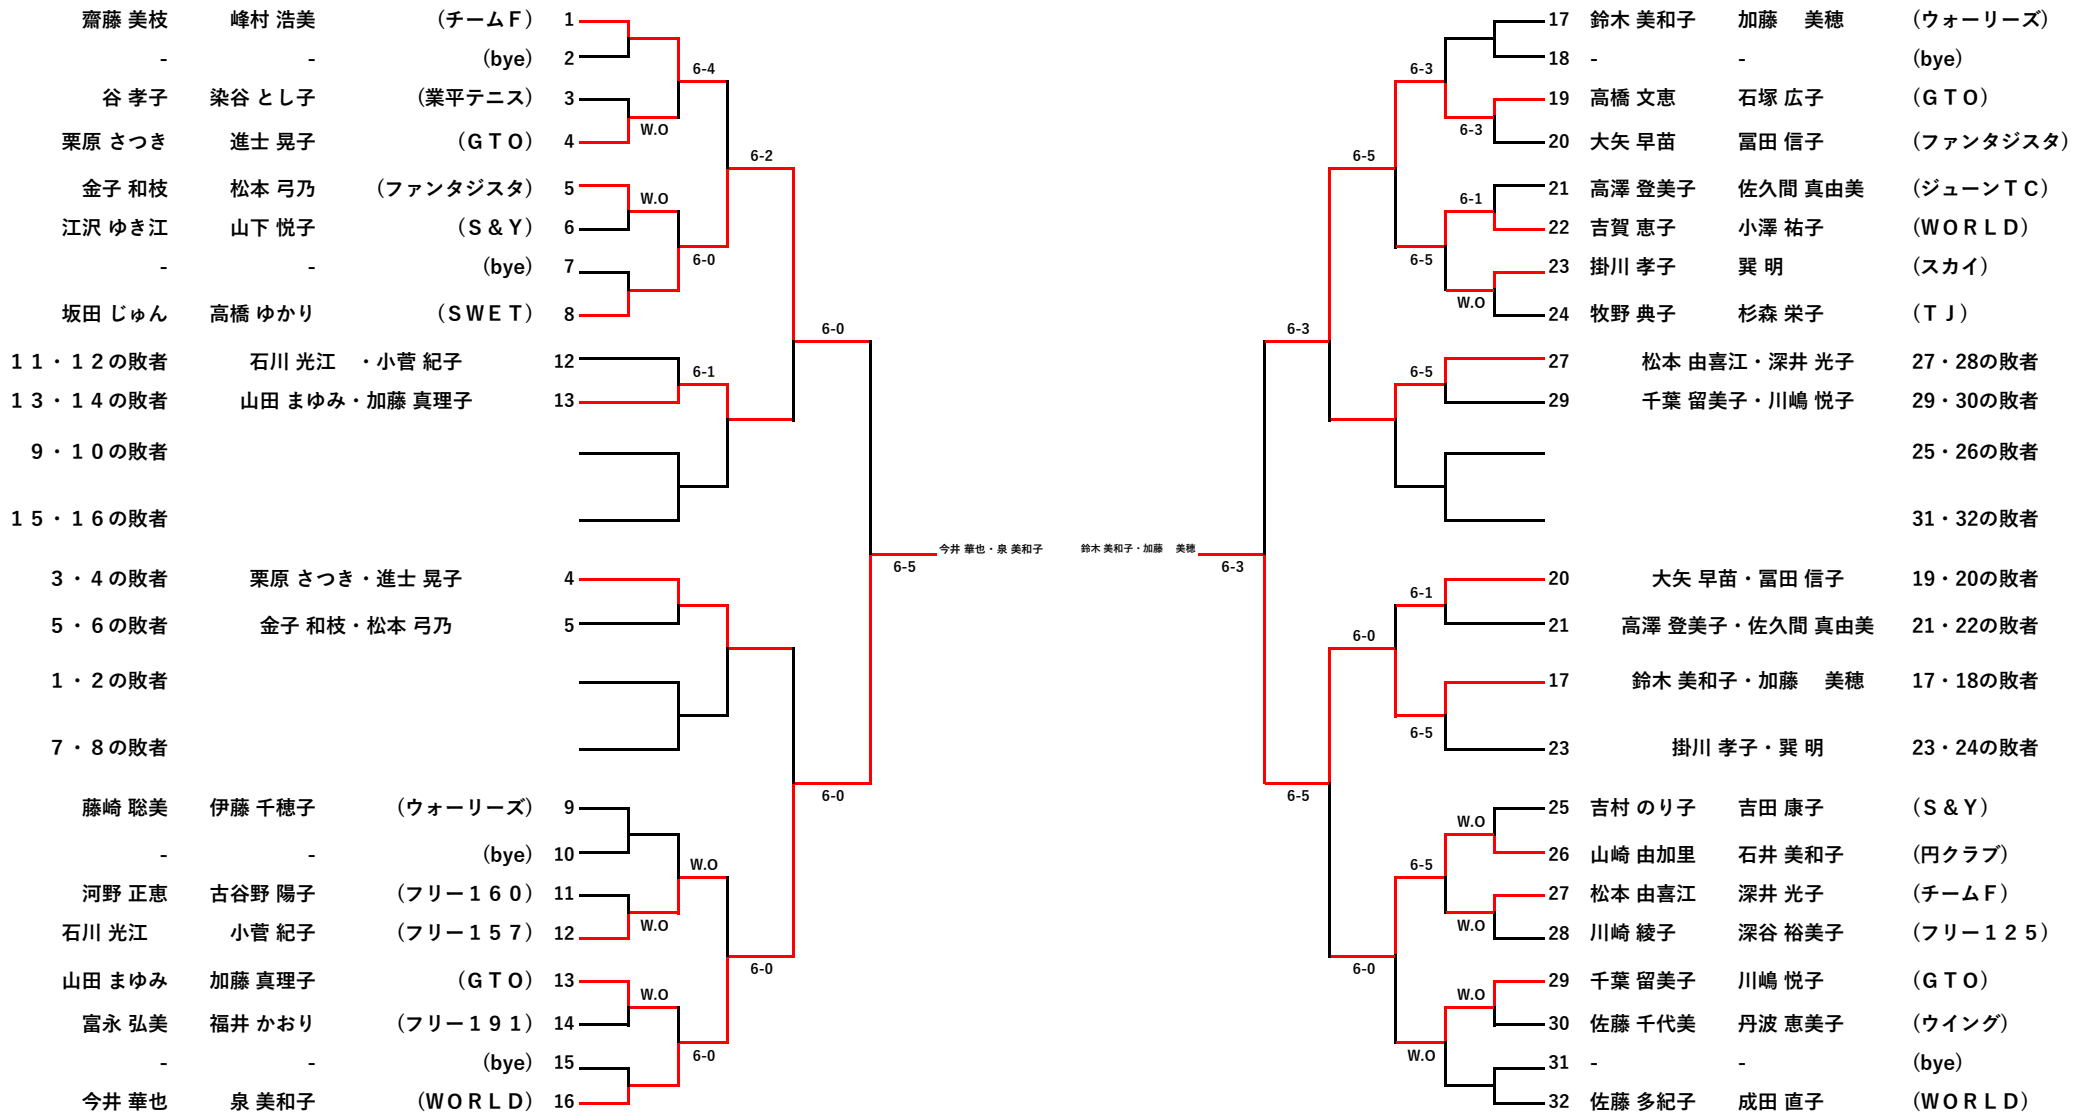 齋藤 美枝 峰村 浩美 (チームＦ) 1
- - (bye) 2
谷 孝子 染谷 とし子 (業平テニス) 3
栗原 さつき 進士 晃子 (ＧＴＯ) 4
金子 和枝 松本 弓乃 (ファンタジスタ) 5
江沢 ゆき江 山下 悦子 (Ｓ＆Ｙ) 6
- - (bye) 7
坂田 じゅん 高橋 ゆかり (ＳＷＥＴ) 8
１１・１２の敗者 石川 光江　・小菅 紀子 12
１３・１４の敗者 山田 まゆみ・加藤 真理子 13
９・１０の敗者
１５・１６の敗者
３・４の敗者 栗原 さつき・進士 晃子 4
５・６の敗者 金子 和枝・松本 弓乃 5
１・２の敗者
７・８の敗者
藤崎 聡美 伊藤 千穂子 (ウォーリーズ) 9
- - (bye) 10
河野 正恵 古谷野 陽子 (フリー１６０) 11
石川 光江 小菅 紀子 (フリー１５７) 12
山田 まゆみ 加藤 真理子 (ＧＴＯ) 13
富永 弘美 福井 かおり (フリー１９１) 14
- - (bye) 15
今井 華也 泉 美和子 (ＷＯＲＬＤ) 16
W.O
W.O
W.O
W.O
6-4
6-0
6-1
W.O
6-0
6-2
6-0
6-0
6-0
6-5
今井 華也・泉 美和子
鈴木 美和子・加藤　美穂
6-3
6-3
6-5
6-5
6-0
6-0
6-3
6-5
6-5
6-1
6-5
6-5
W.O
6-3
6-1
W.O
W.O
W.O
W.O
17 鈴木 美和子 加藤　美穂 (ウォーリーズ)
18 - - (bye)
19 高橋 文恵 石塚 広子 (ＧＴＯ)
20 大矢 早苗 冨田 信子 (ファンタジスタ)
21 高澤 登美子 佐久間 真由美 (ジューンＴＣ)
22 吉賀 恵子 小澤 祐子 (ＷＯＲＬＤ)
23 掛川 孝子 巽 明 (スカイ)
24 牧野 典子 杉森 栄子 (ＴＪ)
27 松本 由喜江・深井 光子 27・28の敗者
29 千葉 留美子・川嶋 悦子 29・30の敗者
25・26の敗者
31・32の敗者
20 大矢 早苗・冨田 信子 19・20の敗者
21 高澤 登美子・佐久間 真由美 21・22の敗者
17 鈴木 美和子・加藤　美穂 17・18の敗者
23 掛川 孝子・巽 明 23・24の敗者
25 吉村 のり子 吉田 康子 (Ｓ＆Ｙ)
26 山崎 由加里 石井 美和子 (円クラブ)
27 松本 由喜江 深井 光子 (チームＦ)
28 川崎 綾子 深谷 裕美子 (フリー１２５)
29 千葉 留美子 川嶋 悦子 (ＧＴＯ)
30 佐藤 千代美 丹波 恵美子 (ウイング)
31 - - (bye)
32 佐藤 多紀子 成田 直子 (ＷＯＲＬＤ)